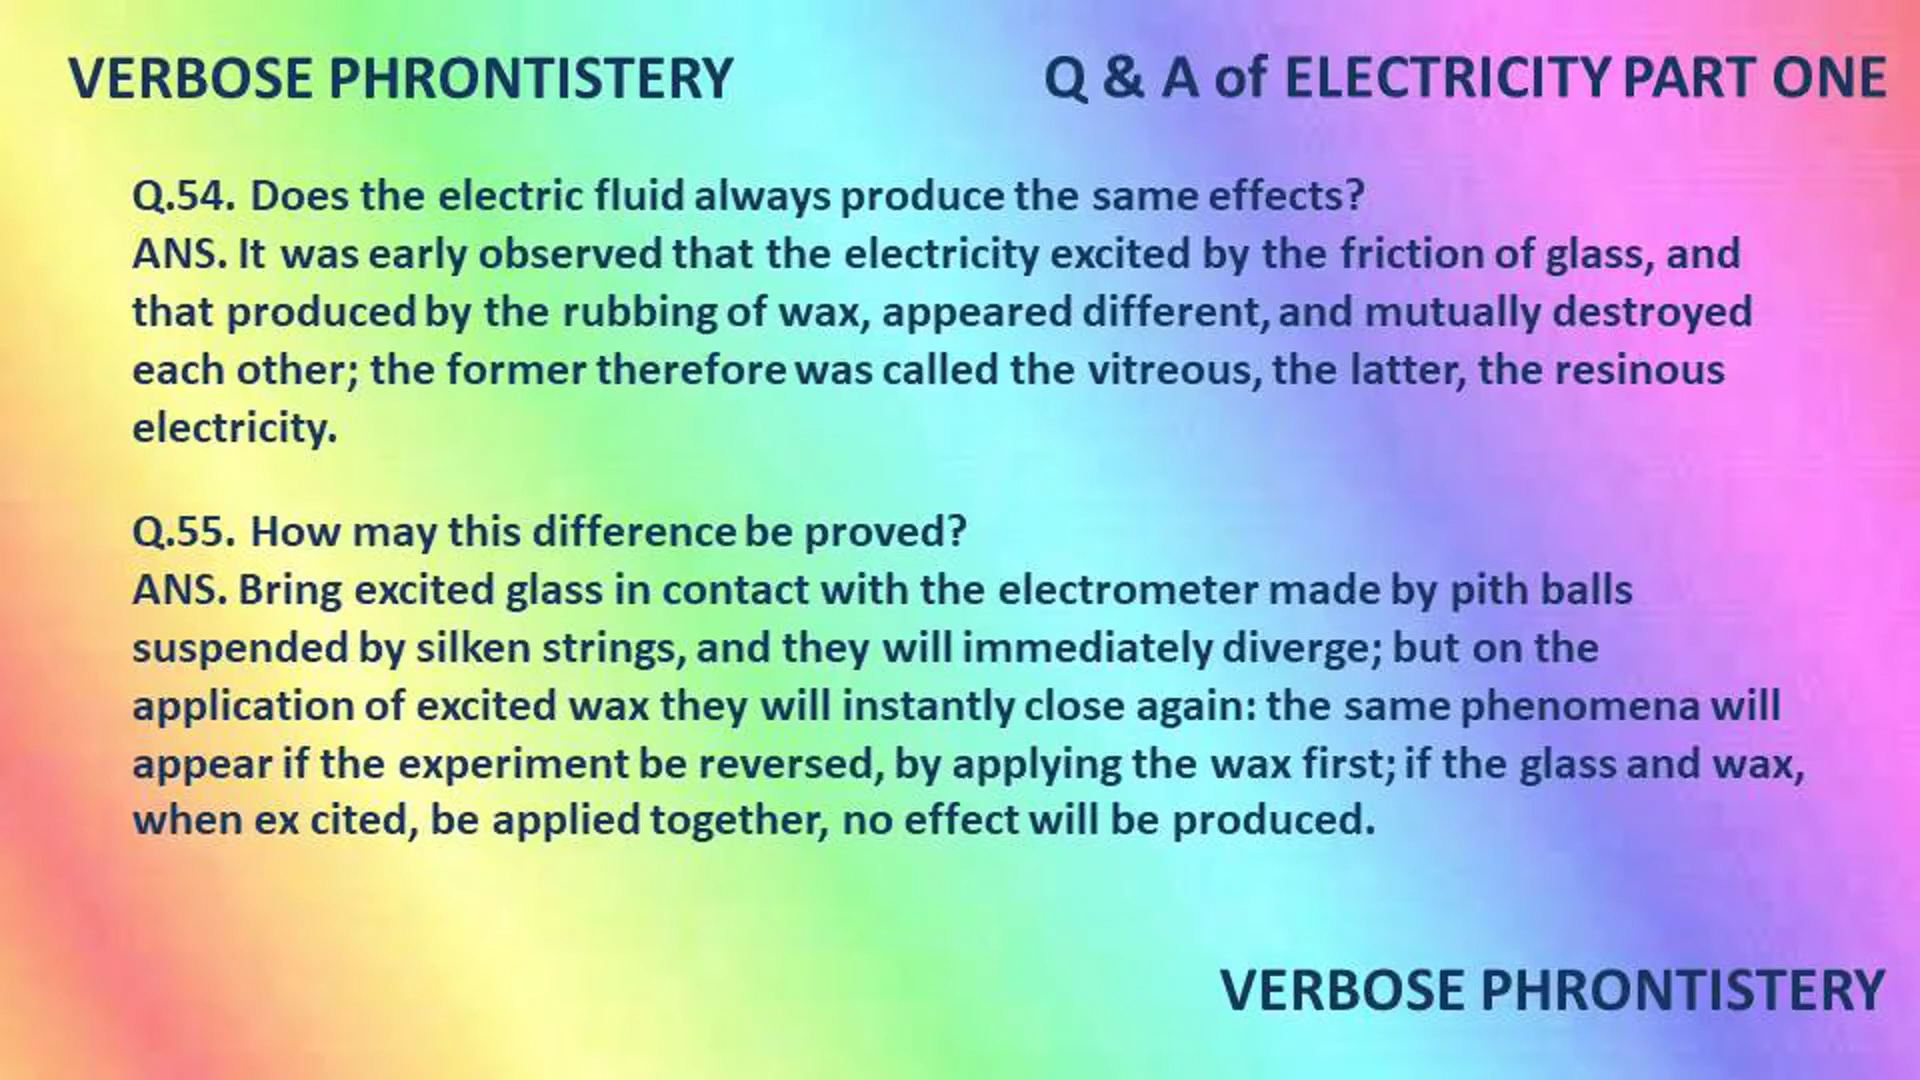 VERBOSE PHRONTISTERY
Q & A of ELECTRICITY PART ONE
Q.54. Does the electric fluid always produce the same effects?
ANS. It was early observed that the electricity excited by the friction of glass, and
that produced by the rubbing of wax, appeared different, and mutually destroyed
each other; the former therefore was called the vitreous, the latter, the resinous
electricity.
Q.55. How may this difference be proved?
ANS. Bring excited glass in contact with the electrometer made by pith balls
suspended by silken strings, and they will immediately diverge; but on the
application of excited wax they will instantly close again: the same phenomena will
appear if the experiment be reversed, by applying the wax first; if the glass and wax,
when ex cited, be applied together, no effect will be produced.
VERBOSE PHRONTISTERY